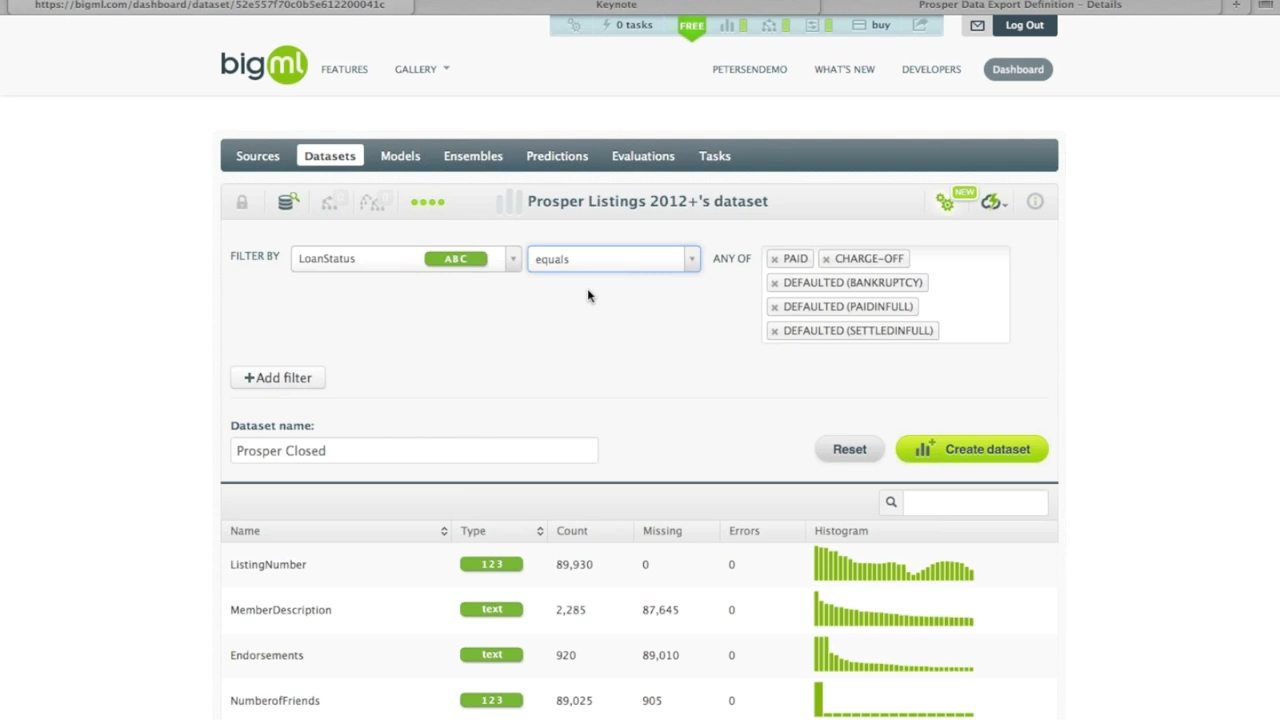 https://bigml.com/dashboard/dataset/52e557f70c0b5e612200041c Keynote Prosper Data Export Definition – Details +
0 tasks FREE buy Log Out
bigml FEATURES GALLERY PETERSENDEMO WHAT'S NEW DEVELOPERS Dashboard
Sources Datasets Models Ensembles Predictions Evaluations Tasks
Prosper Listings 2012+'s dataset NEW
FILTER BY LoanStatus ABC equals ANY OF × PAID × CHARGE-OFF
× DEFAULTED (BANKRUPTCY)
× DEFAULTED (PAIDINFULL)
× DEFAULTED (SETTLEDINFULL)
+Add filter
Dataset name:
Prosper Closed Reset Create dataset
Name Type Count Missing Errors Histogram
ListingNumber 123 89,930 0 0
MemberDescription text 2,285 87,645 0
Endorsements text 920 89,010 0
NumberofFriends 123 89,025 905 0